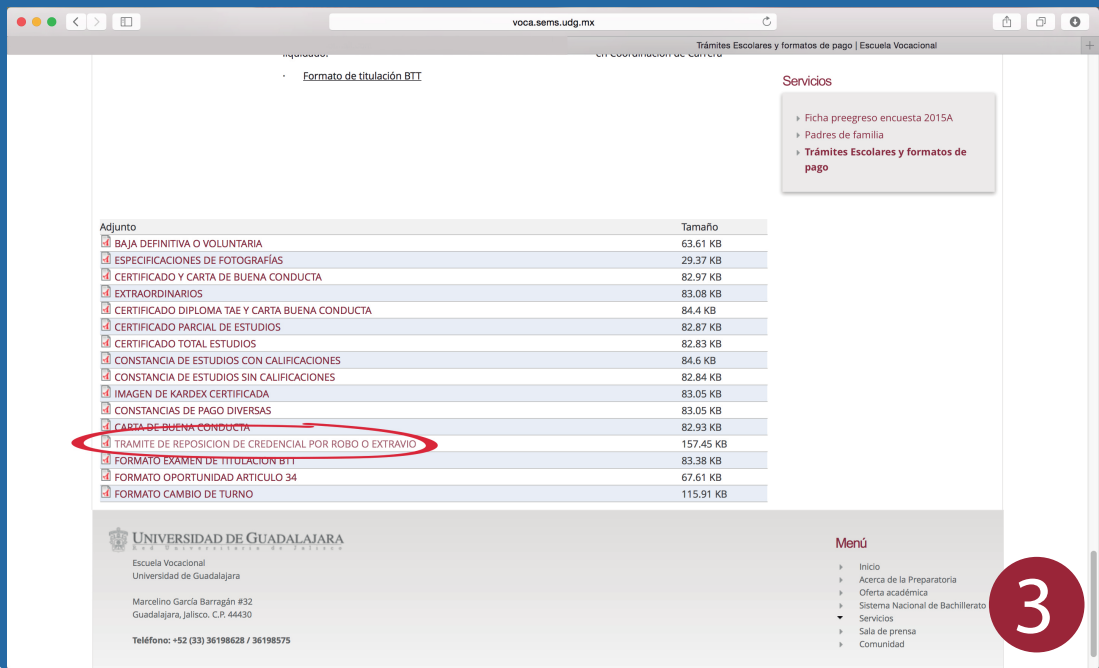 voca.sems.udg.mx
Trámites Escolares y formatos de pago | Escuela Vocacional
liquidado.
en Coordinación de Carrera
· Formato de titulación BTT
Servicios
Ficha preegreso encuesta 2015A
Padres de familia
Trámites Escolares y formatos de
pago
Adjunto Tamaño
BAJA DEFINITIVA O VOLUNTARIA 63.61 KB
ESPECIFICACIONES DE FOTOGRAFÍAS 29.37 KB
CERTIFICADO Y CARTA DE BUENA CONDUCTA 82.97 KB
EXTRAORDINARIOS 83.08 KB
CERTIFICADO DIPLOMA TAE Y CARTA BUENA CONDUCTA 84.4 KB
CERTIFICADO PARCIAL DE ESTUDIOS 82.87 KB
CERTIFICADO TOTAL ESTUDIOS 82.83 KB
CONSTANCIA DE ESTUDIOS CON CALIFICACIONES 84.6 KB
CONSTANCIA DE ESTUDIOS SIN CALIFICACIONES 82.84 KB
IMAGEN DE KARDEX CERTIFICADA 83.05 KB
CONSTANCIAS DE PAGO DIVERSAS 83.05 KB
CARTA DE BUENA CONDUCTA 82.93 KB
TRAMITE DE REPOSICION DE CREDENCIAL POR ROBO O EXTRAVIO 157.45 KB
FORMATO EXAMEN DE TITULACION BTT 83.38 KB
FORMATO OPORTUNIDAD ARTICULO 34 67.61 KB
FORMATO CAMBIO DE TURNO 115.91 KB
UNIVERSIDAD DE GUADALAJARA
Red Universitaria de Jalisco
Escuela Vocacional
Universidad de Guadalajara
Marcelino García Barragán #32
Guadalajara, Jalisco. C.P. 44430
Teléfono: +52 (33) 36198628 / 36198575
Menú
Inicio
Acerca de la Preparatoria
Oferta académica
Sistema Nacional de Bachillerato
Servicios
Sala de prensa
Comunidad
3